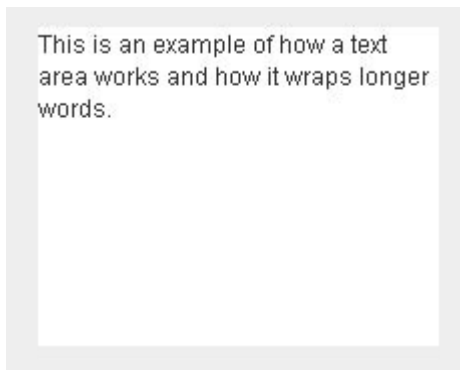 This is an example of how a text
area works and how it wraps longer
words.